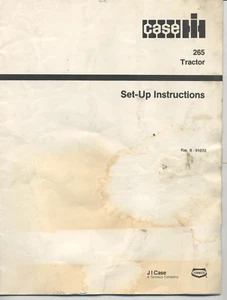 CASE IH
265
Tractor
Set-Up Instructions
J I Case
A Tenneco Company